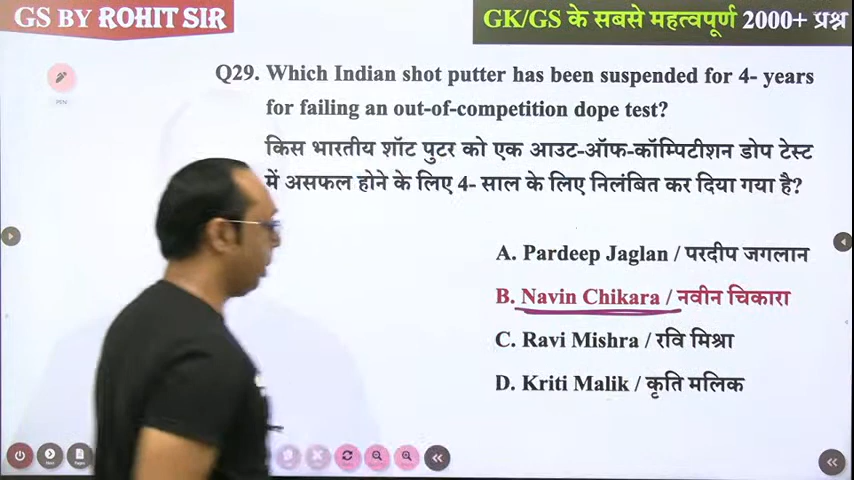 GS BY ROHIT SIR
GK/GS के सबसे महत्वपूर्ण 2000+ प्रश्न
PEN
Q29. Which Indian shot putter has been suspended for 4- years
for failing an out-of-competition dope test?
किस भारतीय शॉट पुटर को एक आउट-ऑफ-कॉम्पिटीशन डोप टेस्ट
में असफल होने के लिए 4- साल के लिए निलंबित कर दिया गया है?
A. Pardeep Jaglan / परदीप जगलान
B. Navin Chikara / नवीन चिकारा
C. Ravi Mishra / रवि मिश्रा
D. Kriti Malik / कृति मलिक
Next
Pages